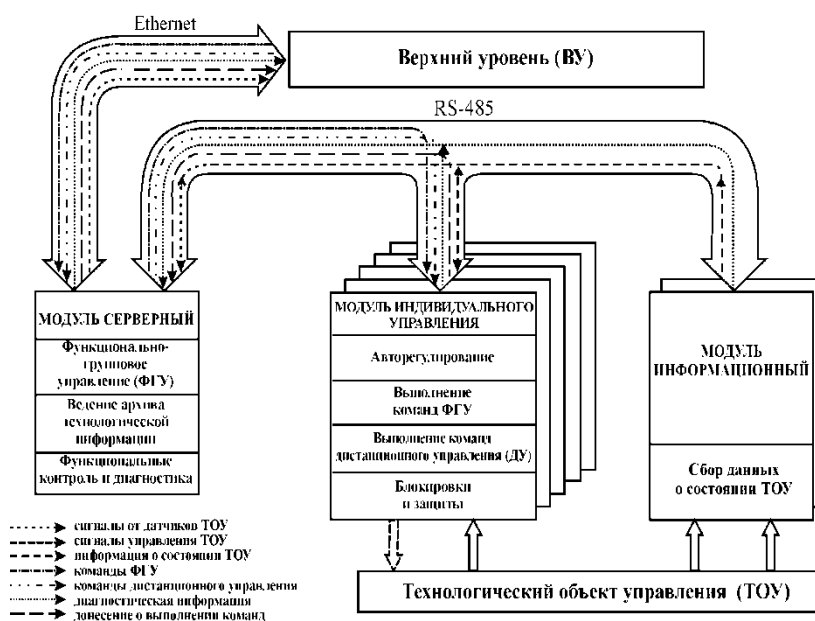 Ethernet
Верхний уровень (ВУ)
RS-485
МОДУЛЬ СЕРВЕРНЫЙ
Функционально-
групповое
управление (ФГУ)
Ведение архива
технологической
информации
Функциональные
контроль и диагностика
МОДУЛЬ ИНДИВИДУАЛЬНОГО
УПРАВЛЕНИЯ
Авторегулирование
Выполнение
команд ФГУ
Выполнение команд
дистанционного управления (ДУ)
Блокировки
и защиты
МОДУЛЬ
ИНФОРМАЦИОННЫЙ
Сбор данных
о состоянии ТОУ
сигналы от датчиков ТОУ
сигналы управления ТОУ
информация о состоянии ТОУ
команды ФГУ
команды дистанционного управления
диагностическая информация
донесение о выполнении команд
Технологический объект управления (ТОУ)